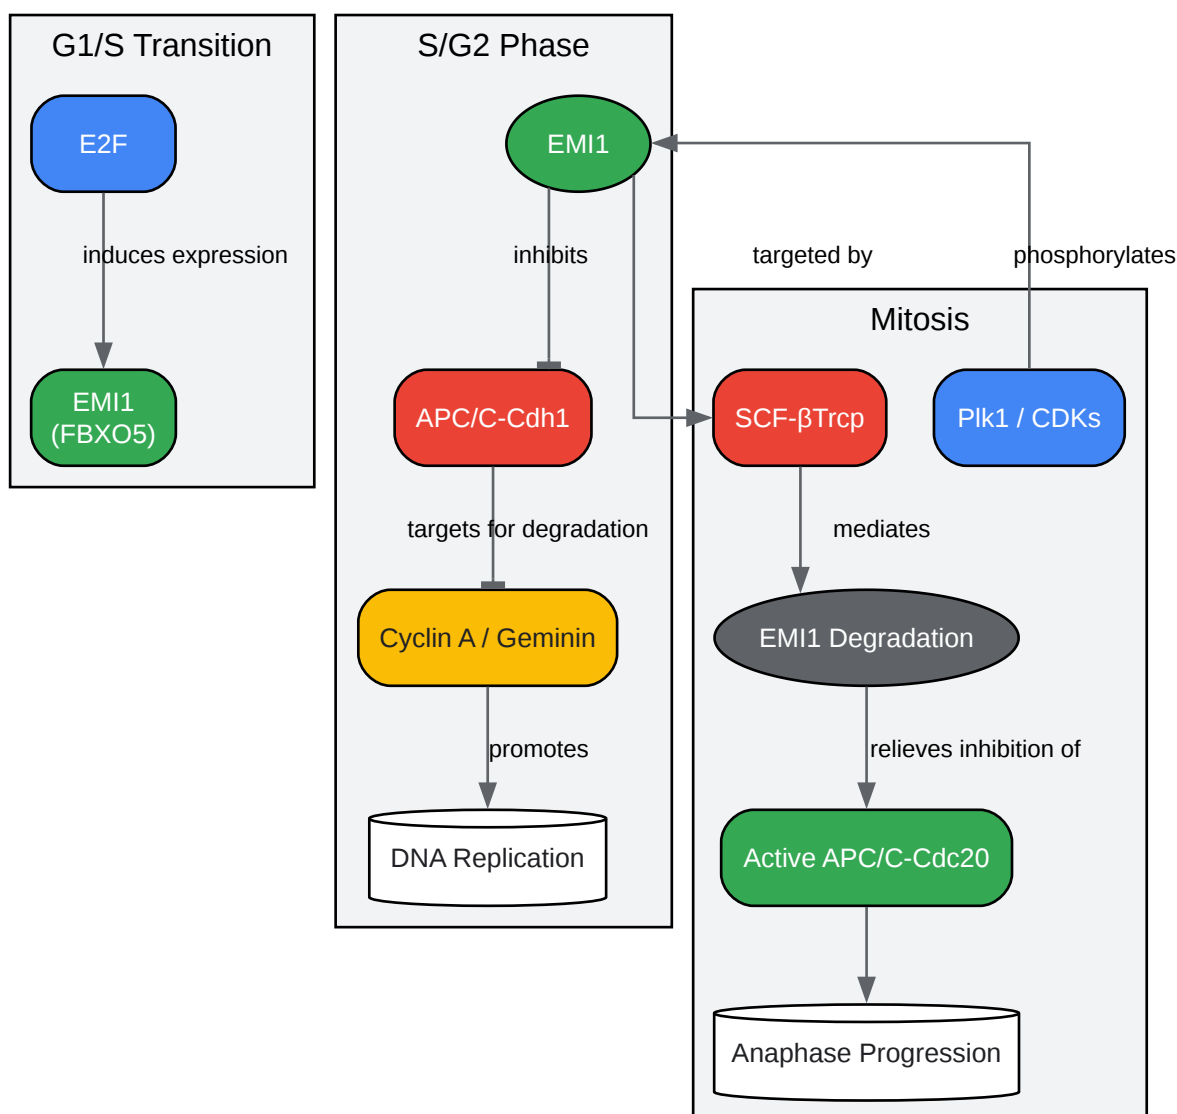 G1/S Transition
E2F
induces expression
EMI1
(FBXO5)
S/G2 Phase
EMI1
inhibits
APC/C-Cdh1
targets for degradation
Cyclin A / Geminin
promotes
DNA Replication
targeted by
phosphorylates
Mitosis
SCF-βTrcp
Plk1 / CDKs
mediates
EMI1 Degradation
relieves inhibition of
Active APC/C-Cdc20
Anaphase Progression